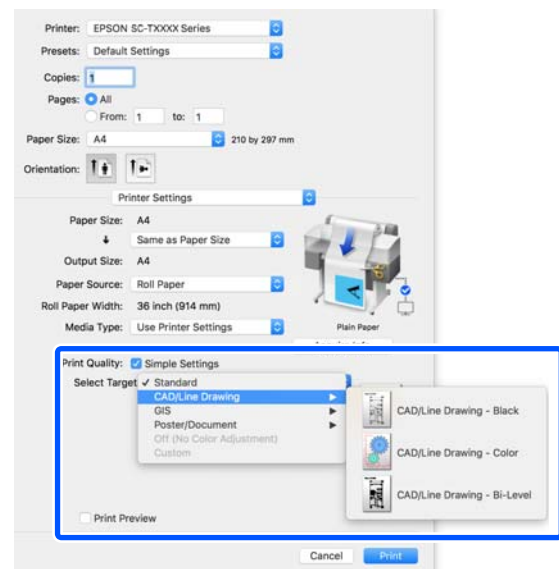 Printer: EPSON SC-TXXXX Series
Presets: Default Settings
Copies: 1
Pages: All
From: 1 to: 1
Paper Size: A4 210 by 297 mm
Orientation:
Printer Settings
Paper Size: A4
Same as Paper Size
Output Size: A4
Paper Source: Roll Paper
Roll Paper Width: 36 inch (914 mm)
Media Type: Use Printer Settings
Plain Paper
Print Quality: Simple Settings
Select Target
Standard
CAD/Line Drawing
GIS
Poster/Document
Off (No Color Adjustment)
Custom
CAD/Line Drawing - Black
CAD/Line Drawing - Color
CAD/Line Drawing - Bi-Level
Print Preview
Cancel Print